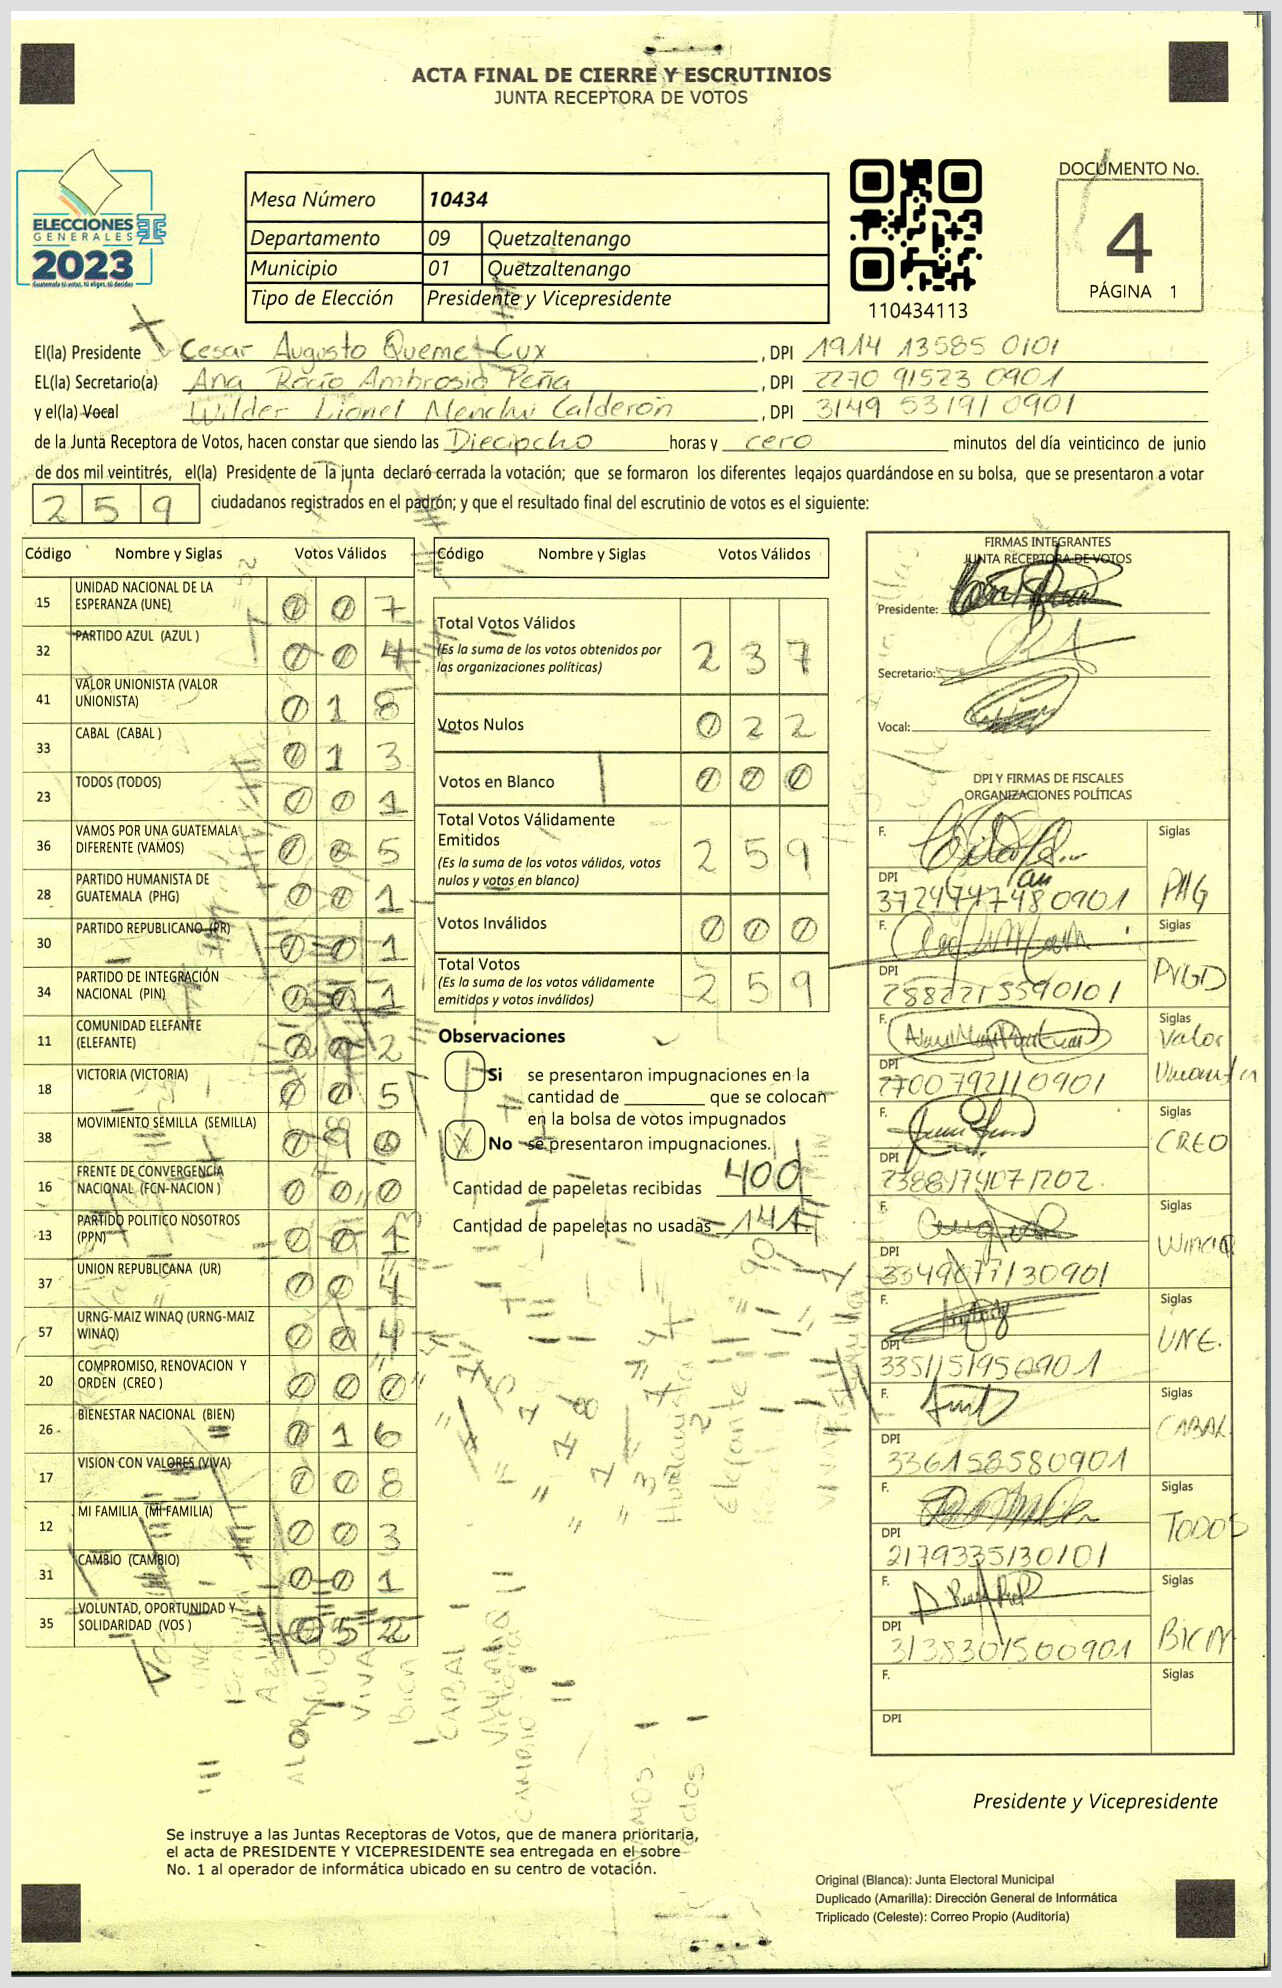 ACTA FINAL DE CIERRE Y ESCRUTINIOS
JUNTA RECEPTORA DE VOTOS
ELECCIONES
GENERALES
2023
Guatemala tú votas, tú eliges, tú decides
Mesa Número 10434
Departamento 09 Quetzaltenango
Municipio 01 Quetzaltenango
Tipo de Elección Presidente y Vicepresidente
110434113
DOCUMENTO No.
4
PÁGINA 1
El(la) Presidente Cesar Augusto Queme Cux , DPI 1914 13585 0101
EL(la) Secretario(a) Ana Rocío Ambrosio Peña , DPI 2270 91523 0901
y el(la) Vocal Wilder Lionel Menchu Calderón , DPI 3149 53191 0901
de la Junta Receptora de Votos, hacen constar que siendo las Dieciocho horas y cero minutos del día veinticinco de junio
de dos mil veintitrés, el(la) Presidente de la junta declaró cerrada la votación; que se formaron los diferentes legajos guardándose en su bolsa, que se presentaron a votar
259 ciudadanos registrados en el padrón; y que el resultado final del escrutinio de votos es el siguiente:
Código Nombre y Siglas Votos Válidos
15 UNIDAD NACIONAL DE LA ESPERANZA (UNE) 0 0 7
32 PARTIDO AZUL (AZUL ) 0 0 4
41 VALOR UNIONISTA (VALOR UNIONISTA) 0 1 8
33 CABAL (CABAL ) 0 1 3
23 TODOS (TODOS) 0 0 1
36 VAMOS POR UNA GUATEMALA DIFERENTE (VAMOS) 0 0 5
28 PARTIDO HUMANISTA DE GUATEMALA (PHG) 0 0 1
30 PARTIDO REPUBLICANO (PR) 0 0 1
34 PARTIDO DE INTEGRACIÓN NACIONAL (PIN) 0 0 1
11 COMUNIDAD ELEFANTE (ELEFANTE) 0 0 2
18 VICTORIA (VICTORIA) 0 0 5
38 MOVIMIENTO SEMILLA (SEMILLA) 0 9 0
16 FRENTE DE CONVERGENCIA NACIONAL (FCN-NACION ) 0 0 0
13 PARTIDO POLITICO NOSOTROS (PPN) 0 0 1
37 UNION REPUBLICANA (UR) 0 0 4
57 URNG-MAIZ WINAQ (URNG-MAIZ WINAQ) 0 0 4
20 COMPROMISO, RENOVACION Y ORDEN (CREO ) 0 0 0
26 BIENESTAR NACIONAL (BIEN) 0 1 6
17 VISION CON VALORES (VIVA) 0 0 8
12 MI FAMILIA (MI FAMILIA) 0 0 3
31 CAMBIO (CAMBIO) 0 0 1
35 VOLUNTAD, OPORTUNIDAD Y SOLIDARIDAD (VOS ) 0 5 2
Código Nombre y Siglas Votos Válidos
Total Votos Válidos 2 3 7
(Es la suma de los votos obtenidos por
las organizaciones políticas)
Votos Nulos 0 2 2
Votos en Blanco 0 0 0
Total Votos Válidamente
Emitidos 2 5 9
(Es la suma de los votos válidos, votos
nulos y votos en blanco)
Votos Inválidos 0 0 0
Total Votos 2 5 9
(Es la suma de los votos válidamente
emitidos y votos inválidos)
Observaciones
Si se presentaron impugnaciones en la
cantidad de que se colocan
en la bolsa de votos impugnados
X No se presentaron impugnaciones.
Cantidad de papeletas recibidas 400
Cantidad de papeletas no usadas 141
FIRMAS INTEGRANTES
JUNTA RECEPTORA DE VOTOS
Presidente:
Secretario:
Vocal:
DPI Y FIRMAS DE FISCALES
ORGANIZACIONES POLÍTICAS
F. Siglas
DPI PHG
F. Siglas
DPI
2882215590101
F. Siglas
DPI Valor
2700792110901
F. Siglas
DPI CREO
2388174071202
F. Siglas
DPI WINAQ
3349077130901
F. Siglas
DPI UNE.
3351151950901
F. Siglas
DPI CABAL
336158580901
F. Siglas
DPI TODOS
2179335130101
F. Siglas
DPI BIEN
3138301500901
F. Siglas
DPI
VIVA
Bien
CABAL
CAMBIO
Elefante
Presidente y Vicepresidente
Se instruye a las Juntas Receptoras de Votos, que de manera prioritaria,
el acta de PRESIDENTE Y VICEPRESIDENTE sea entregada en el sobre
No. 1 al operador de informática ubicado en su centro de votación.
Original (Blanca): Junta Electoral Municipal
Duplicado (Amarilla): Dirección General de Informática
Triplicado (Celeste): Correo Propio (Auditoría)